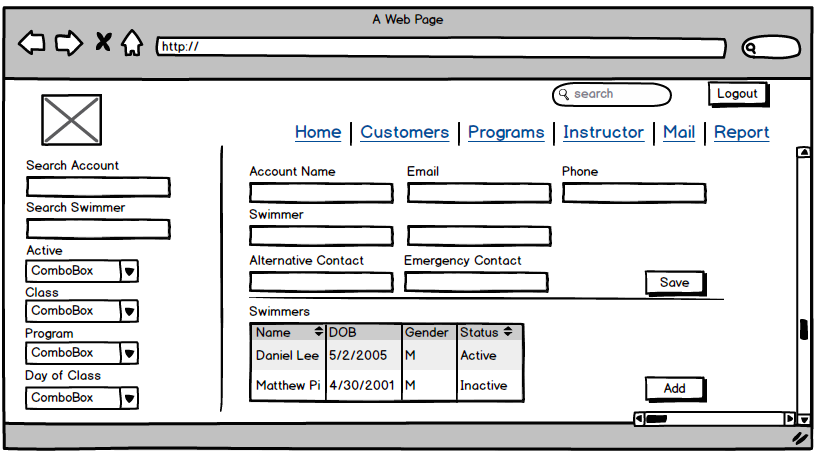 A Web Page
http://
search
Logout
Home Customers Programs Instructor Mail Report
Search Account
Search Swimmer
Active
ComboBox
Class
ComboBox
Program
ComboBox
Day of Class
ComboBox
Account Name Email Phone
Swimmer
Alternative Contact Emergency Contact
Save
Swimmers
Name DOB Gender Status
Daniel Lee 5/2/2005 M Active
Matthew Pi 4/30/2001 M Inactive
Add